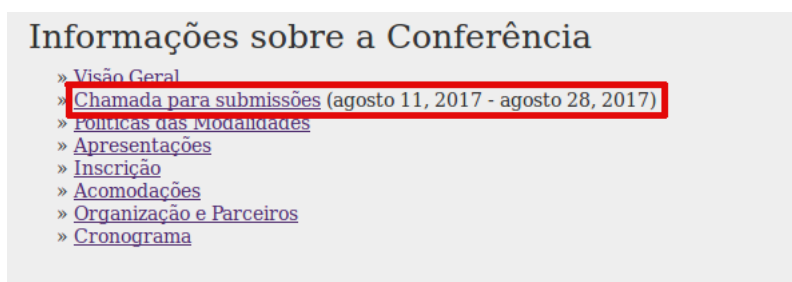 Informações sobre a Conferência
» Visão Geral
» Chamada para submissões (agosto 11, 2017 - agosto 28, 2017)
» Políticas das Modalidades
» Apresentações
» Inscrição
» Acomodações
» Organização e Parceiros
» Cronograma